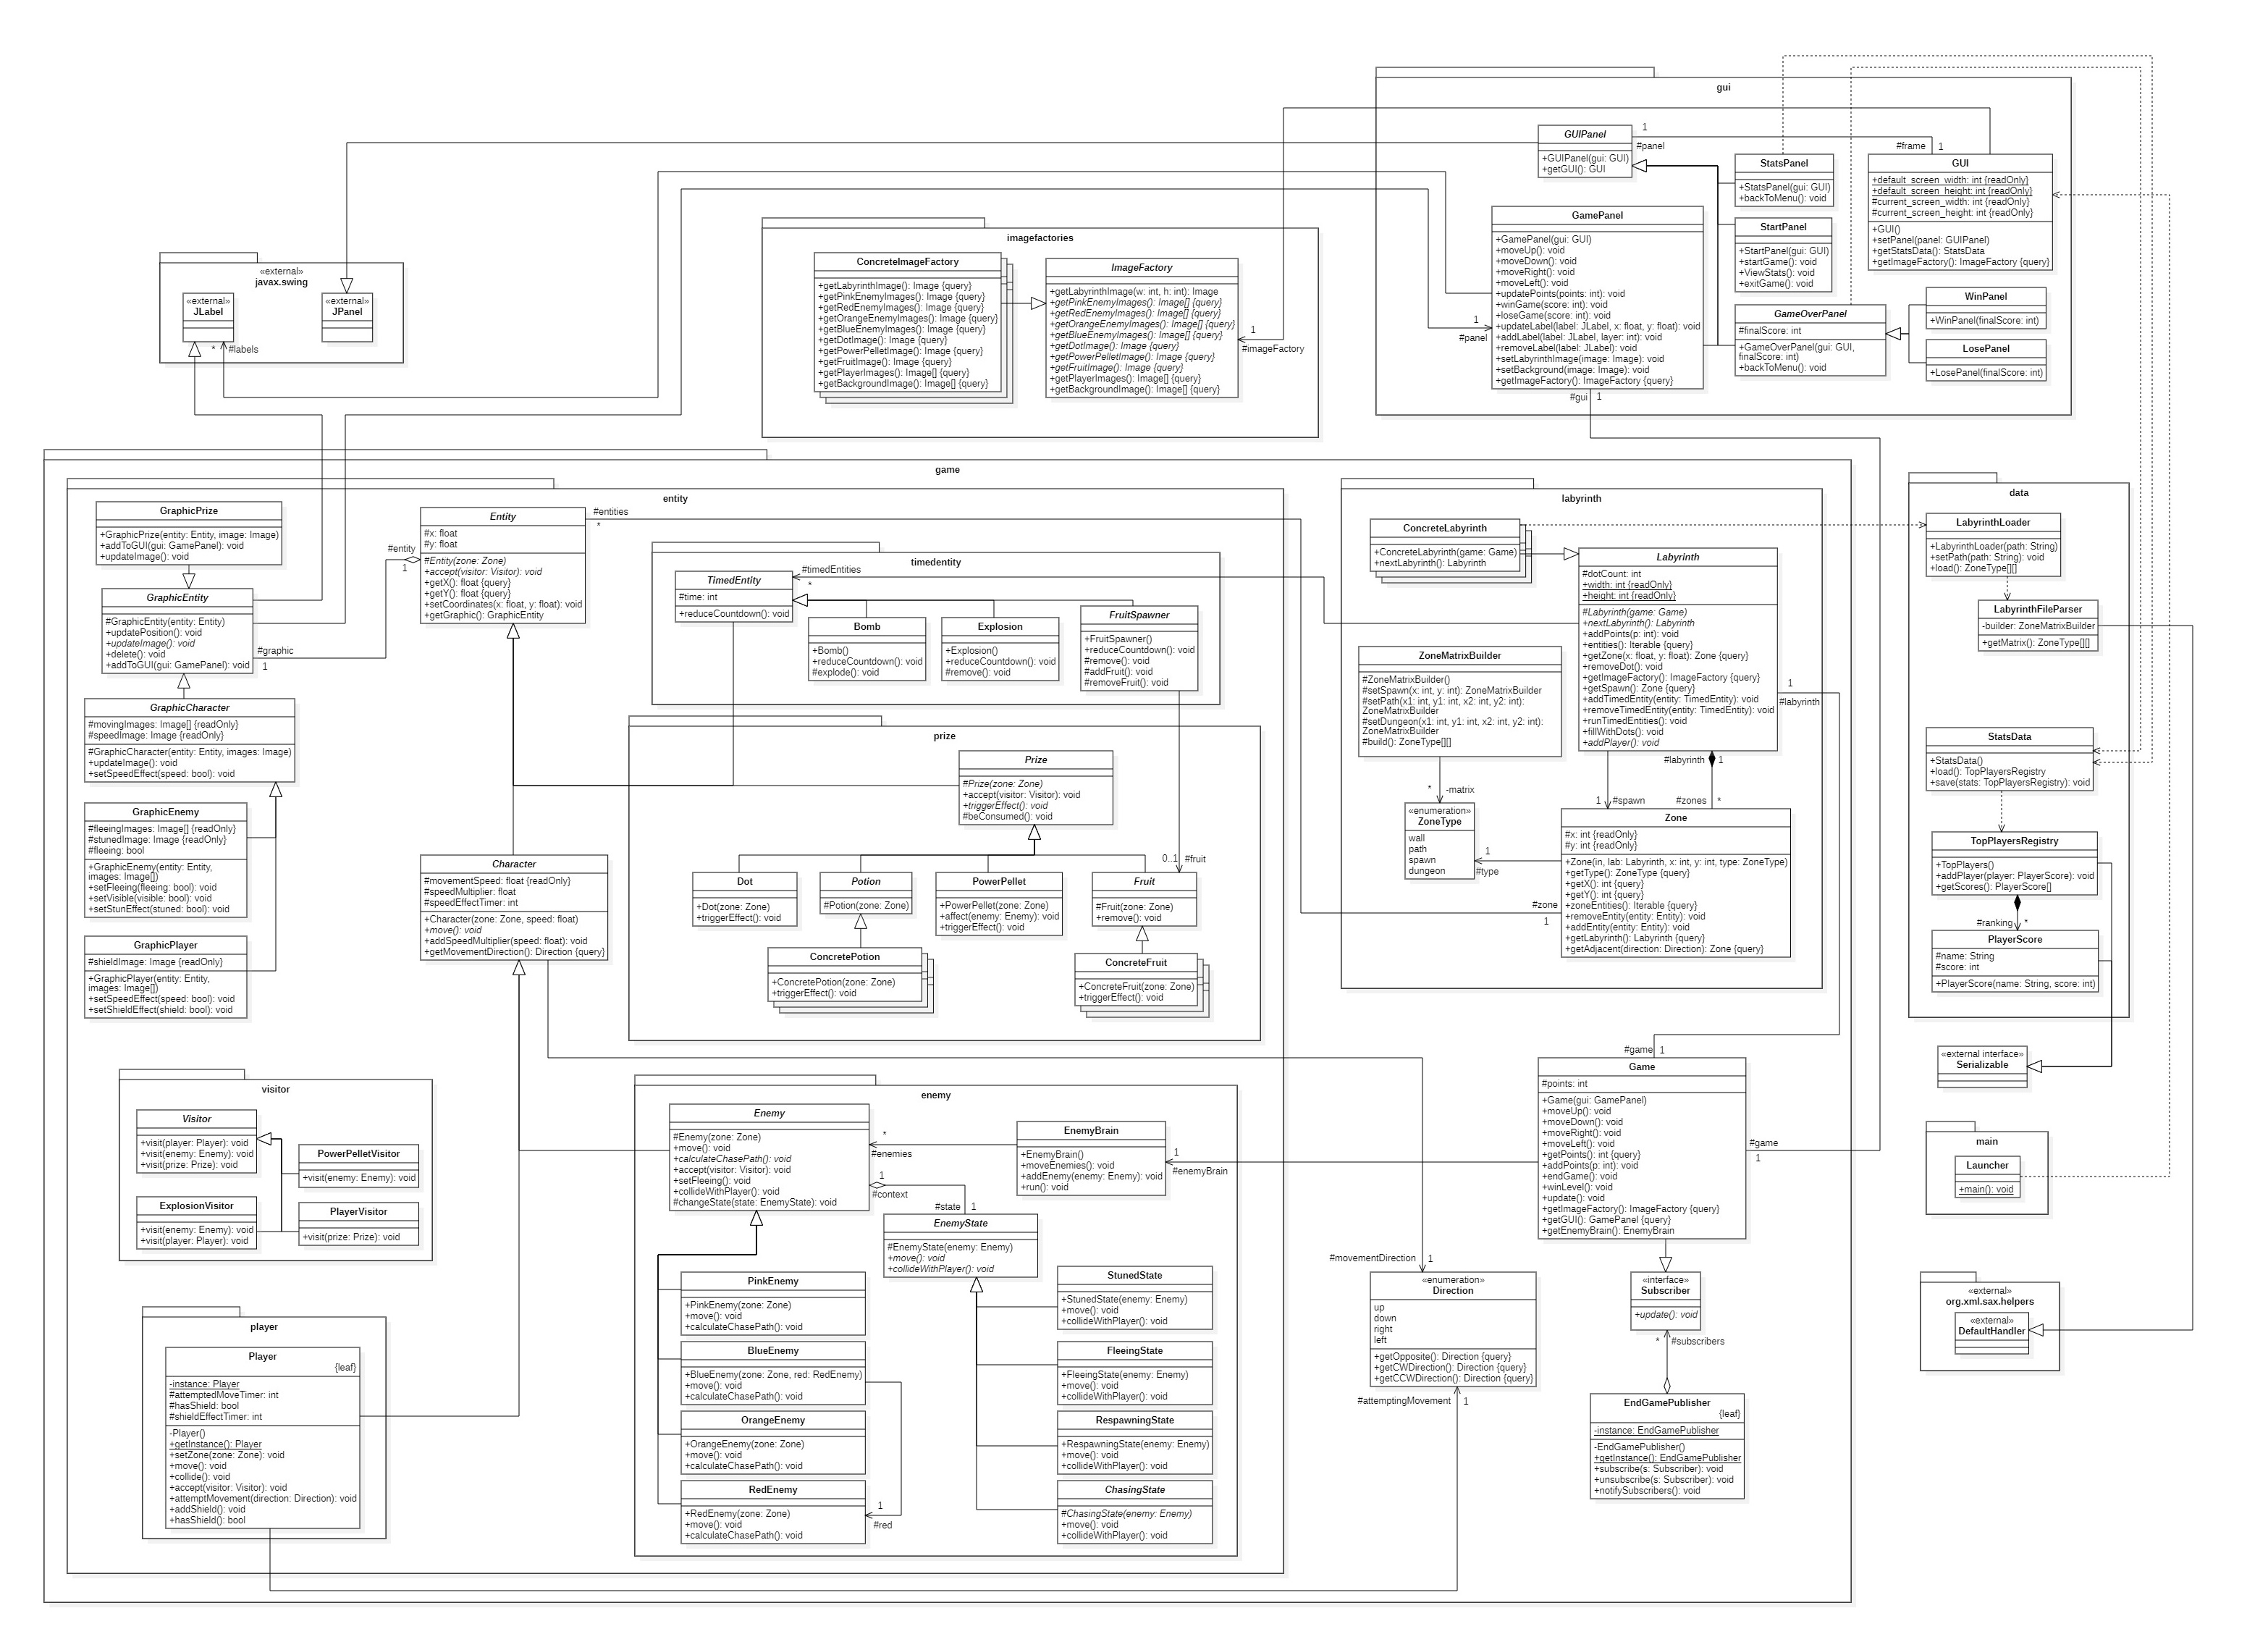 gui
GUIPanel
+GUIPanel(gui: GUI)
+getGUI(): GUI
1
#panel
#frame
1
StatsPanel
+StatsPanel(gui: GUI)
+backToMenu(): void
GUI
+default_screen_width: int {readOnly}
+default_screen_height: int {readOnly}
#current_screen_width: int {readOnly}
#current_screen_height: int {readOnly}
+GUI()
+setPanel(panel: GUIPanel)
+getStatsData(): StatsData
+getImageFactory(): ImageFactory {query}
GamePanel
+GamePanel(gui: GUI)
+moveUp(): void
+moveDown(): void
+moveRight(): void
+moveLeft(): void
+updatePoints(points: int): void
+winGame(score: int): void
+loseGame(score: int): void
+updateLabel(label: JLabel, x: float, y: float): void
+addLabel(label: JLabel, layer: int): void
+removeLabel(label: JLabel): void
+setLabyrinthImage(image: Image): void
+setBackground(image: Image): void
+getImageFactory(): ImageFactory {query}
1
#panel
#gui
1
StartPanel
+StartPanel(gui: GUI)
+startGame(): void
+ViewStats(): void
+exitGame(): void
GameOverPanel
#finalScore: int
+GameOverPanel(gui: GUI,
finalScore: int)
+backToMenu(): void
WinPanel
+WinPanel(finalScore: int)
LosePanel
+LosePanel(finalScore: int)
imagefactories
ConcreteImageFactory
+getLabyrinthImage(): Image {query}
+getPinkEnemyImages(): Image {query}
+getRedEnemyImages(): Image {query}
+getOrangeEnemyImages(): Image {query}
+getBlueEnemyImages(): Image {query}
+getDotImage(): Image {query}
+getPowerPelletImage(): Image {query}
+getFruitImage(): Image {query}
+getPlayerImages(): Image[] {query}
+getBackgroundImage(): Image[] {query}
ImageFactory
+getLabyrinthImage(w: int, h: int): Image
+getPinkEnemyImages(): Image[] {query}
+getRedEnemyImages(): Image[] {query}
+getOrangeEnemyImages(): Image[] {query}
+getBlueEnemyImages(): Image[] {query}
+getDotImage(): Image {query}
+getPowerPelletImage(): Image {query}
+getFruitImage(): Image {query}
+getPlayerImages(): Image[] {query}
+getBackgroundImage(): Image[] {query}
1
#imageFactory
«external»
javax.swing
«external»
JLabel
«external»
JPanel
*
#labels
game
entity
GraphicPrize
+GraphicPrize(entity: Entity, image: Image)
+addToGUI(gui: GamePanel): void
+updateImage(): void
GraphicEntity
#GraphicEntity(entity: Entity)
+updatePosition(): void
+updateImage(): void
+delete(): void
+addToGUI(gui: GamePanel): void
#entity
1
#graphic
1
GraphicCharacter
#movingImages: Image[] {readOnly}
#speedImage: Image {readOnly}
#GraphicCharacter(entity: Entity, images: Image)
+updateImage(): void
+setSpeedEffect(speed: bool): void
GraphicEnemy
#fleeingImages: Image[] {readOnly}
#stunedImage: Image {readOnly}
#fleeing: bool
+GraphicEnemy(entity: Entity,
images: Image[])
+setFleeing(fleeing: bool): void
+setVisible(visible: bool): void
+setStunEffect(stuned: bool): void
GraphicPlayer
#shieldImage: Image {readOnly}
+GraphicPlayer(entity: Entity,
images: Image[])
+setSpeedEffect(speed: bool): void
+setShieldEffect(shield: bool): void
Entity
#x: float
#y: float
#Entity(zone: Zone)
+accept(visitor: Visitor): void
+getX(): float {query}
+getY(): float {query}
+setCoordinates(x: float, y: float): void
+getGraphic(): GraphicEntity
#entities
*
timedentity
TimedEntity
#time: int
+reduceCountdown(): void
#timedEntities
*
Bomb
+Bomb()
+reduceCountdown(): void
#explode(): void
Explosion
+Explosion()
+reduceCountdown(): void
#remove(): void
FruitSpawner
+FruitSpawner()
+reduceCountdown(): void
#remove(): void
#addFruit(): void
#removeFruit(): void
prize
Prize
#Prize(zone: Zone)
+accept(visitor: Visitor): void
+triggerEffect(): void
#beConsumed(): void
0..1
#fruit
Dot
+Dot(zone: Zone)
+triggerEffect(): void
Potion
#Potion(zone: Zone)
PowerPellet
+PowerPellet(zone: Zone)
+affect(enemy: Enemy): void
+triggerEffect(): void
Fruit
#Fruit(zone: Zone)
+remove(): void
ConcretePotion
+ConcretePotion(zone: Zone)
+triggerEffect(): void
ConcreteFruit
+ConcreteFruit(zone: Zone)
+triggerEffect(): void
Character
#movementSpeed: float {readOnly}
#speedMultiplier: float
#speedEffectTimer: int
+Character(zone: Zone, speed: float)
+move(): void
+addSpeedMultiplier(speed: float): void
+getMovementDirection(): Direction {query}
labyrinth
ConcreteLabyrinth
+ConcreteLabyrinth(game: Game)
+nextLabyrinth(): Labyrinth
Labyrinth
#dotCount: int
+width: int {readOnly}
+height: int {readOnly}
#Labyrinth(game: Game)
+nextLabyrinth(): Labyrinth
+addPoints(p: int): void
+entities(): Iterable {query}
+getZone(x: float, y: float): Zone {query}
+removeDot(): void
+getImageFactory(): ImageFactory {query}
+getSpawn(): Zone {query}
+addTimedEntity(entity: TimedEntity): void
+removeTimedEntity(entity: TimedEntity): void
+runTimedEntities(): void
+fillWithDots(): void
+addPlayer(): void
1
#labyrinth
ZoneMatrixBuilder
#ZoneMatrixBuilder()
#setSpawn(x: int, y: int): ZoneMatrixBuilder
#setPath(x1: int, y1: int, x2: int, y2: int):
ZoneMatrixBuilder
#setDungeon(x1: int, y1: int, x2: int, y2: int):
ZoneMatrixBuilder
#build(): ZoneType[][]
*
-matrix
#labyrinth
1
1
#spawn
#zones
*
«enumeration»
ZoneType
wall
path
spawn
dungeon
1
#type
#zone
1
Zone
#x: int {readOnly}
#y: int {readOnly}
+Zone(in, lab: Labyrinth, x: int, y: int, type: ZoneType)
+getType(): ZoneType {query}
+getX(): int {query}
+getY(): int {query}
+zoneEntities(): Iterable {query}
+removeEntity(entity: Entity): void
+addEntity(entity: Entity): void
+getLabyrinth(): Labyrinth {query}
+getAdjacent(direction: Direction): Zone {query}
data
LabyrinthLoader
+LabyrinthLoader(path: String)
+setPath(path: String): void
+load(): ZoneType[][]
LabyrinthFileParser
-builder: ZoneMatrixBuilder
+getMatrix(): ZoneType[][]
StatsData
+StatsData()
+load(): TopPlayersRegistry
+save(stats: TopPlayersRegistry): void
TopPlayersRegistry
+TopPlayers()
+addPlayer(player: PlayerScore): void
+getScores(): PlayerScore[]
#ranking
*
PlayerScore
#name: String
#score: int
+PlayerScore(name: String, score: int)
«external interface»
Serializable
main
Launcher
+main(): void
«external»
org.xml.sax.helpers
«external»
DefaultHandler
visitor
Visitor
+visit(player: Player): void
+visit(enemy: Enemy): void
+visit(prize: Prize): void
PowerPelletVisitor
+visit(enemy: Enemy): void
ExplosionVisitor
+visit(enemy: Enemy): void
+visit(player: Player): void
PlayerVisitor
+visit(prize: Prize): void
player
Player
{leaf}
-instance: Player
#attemptedMoveTimer: int
#hasShield: bool
#shieldEffectTimer: int
-Player()
+getInstance(): Player
+setZone(zone: Zone): void
+move(): void
+collide(): void
+accept(visitor: Visitor): void
+attemptMovement(direction: Direction): void
+addShield(): void
+hasShield(): bool
enemy
Enemy
#Enemy(zone: Zone)
+move(): void
+calculateChasePath(): void
+accept(visitor: Visitor): void
+setFleeing(): void
+collideWithPlayer(): void
#changeState(state: EnemyState): void
*
#enemies
1
#context
#state
1
EnemyBrain
+EnemyBrain()
+moveEnemies(): void
+addEnemy(enemy: Enemy): void
+run(): void
1
#enemyBrain
EnemyState
#EnemyState(enemy: Enemy)
+move(): void
+collideWithPlayer(): void
PinkEnemy
+PinkEnemy(zone: Zone)
+move(): void
+calculateChasePath(): void
BlueEnemy
+BlueEnemy(zone: Zone, red: RedEnemy)
+move(): void
+calculateChasePath(): void
OrangeEnemy
+OrangeEnemy(zone: Zone)
+move(): void
+calculateChasePath(): void
RedEnemy
+RedEnemy(zone: Zone)
+move(): void
+calculateChasePath(): void
1
#red
StunedState
+StunedState(enemy: Enemy)
+move(): void
+collideWithPlayer(): void
FleeingState
+FleeingState(enemy: Enemy)
+move(): void
+collideWithPlayer(): void
RespawningState
+RespawningState(enemy: Enemy)
+move(): void
+collideWithPlayer(): void
ChasingState
#ChasingState(enemy: Enemy)
+move(): void
+collideWithPlayer(): void
#game
1
Game
#points: int
+Game(gui: GamePanel)
+moveUp(): void
+moveDown(): void
+moveRight(): void
+moveLeft(): void
+getPoints(): int {query}
+addPoints(p: int): void
+endGame(): void
+winLevel(): void
+update(): void
+getImageFactory(): ImageFactory {query}
+getGUI(): GamePanel {query}
+getEnemyBrain(): EnemyBrain
#game
1
#movementDirection
1
«enumeration»
Direction
up
down
right
left
+getOpposite(): Direction {query}
+getCWDirection(): Direction {query}
+getCCWDirection(): Direction {query}
#attemptingMovement
1
«interface»
Subscriber
+update(): void
*
#subscribers
EndGamePublisher
{leaf}
-instance: EndGamePublisher
-EndGamePublisher()
+getInstance(): EndGamePublisher
+subscribe(s: Subscriber): void
+unsubscribe(s: Subscriber): void
+notifySubscribers(): void